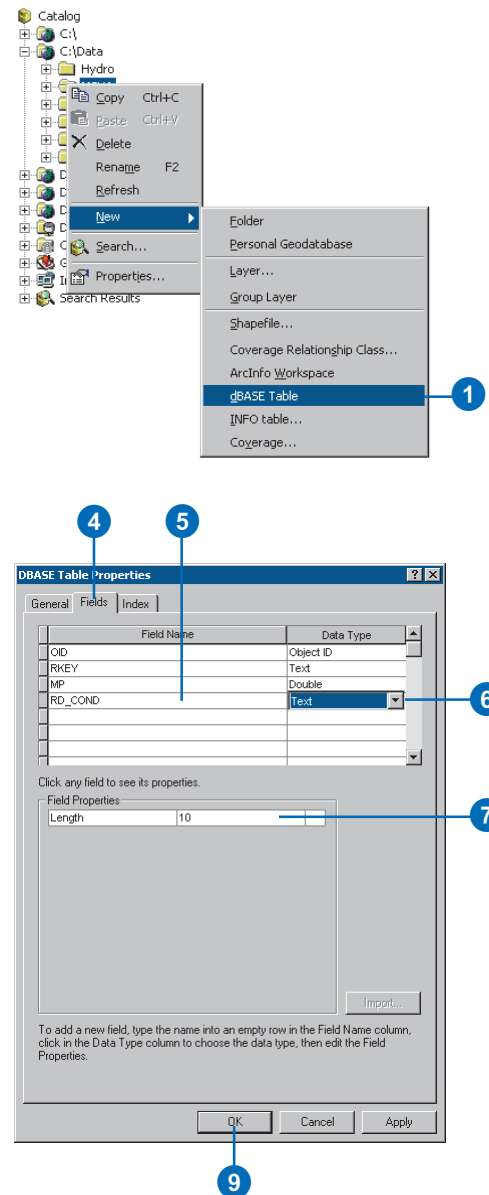 Catalog
C:\
C:\Data
Hydro
Copy Ctrl+C
Paste Ctrl+V
Delete
Rename F2
Refresh
New
Search...
Properties...
Search Results
Folder
Personal Geodatabase
Layer...
Group Layer
Shapefile...
Coverage Relationship Class...
ArcInfo Workspace
dBASE Table
INFO table...
Coverage...
1
4 5
DBASE Table Properties
General Fields Index
Field Name Data Type
OID Object ID
RKEY Text
MP Double
RD_COND Text
6
Click any field to see its properties.
Field Properties
Length 10
7
Import...
To add a new field, type the name into an empty row in the Field Name column,
click in the Data Type column to choose the data type, then edit the Field
Properties.
OK Cancel Apply
9